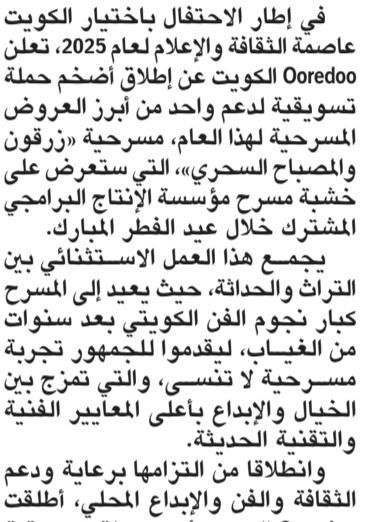 في إطار الاحتفال باختيار الكويت
عاصمة الثقافة والإعلام لعام 2025، تعلن
Ooredoo الكويت عن إطلاق أضخم حملة
تسويقية لدعم واحد من أبرز العروض
المسرحية لهذا العام، مسرحية «زرقون
والمصباح السحري»، التي ستعرض على
خشبة مسرح مؤسسة الإنتاج البرامجي
المشترك خلال عيد الفطر المبارك.
يجمع هذا العمل الاستثنائي بين
التراث والحداثة، حيث يعيد إلى المسرح
كبار نجوم الفن الكويتي بعد سنوات
من الغياب، ليقدموا للجمهور تجربة
مسرحية لا تنسى، والتي تمزج بين
الخيال والإبداع بأعلى المعايير الفنية
والتقنية الحديثة.
وانطلاقا من التزامها برعاية ودعم
الثقافة والفن والإبداع المحلي، أطلقت